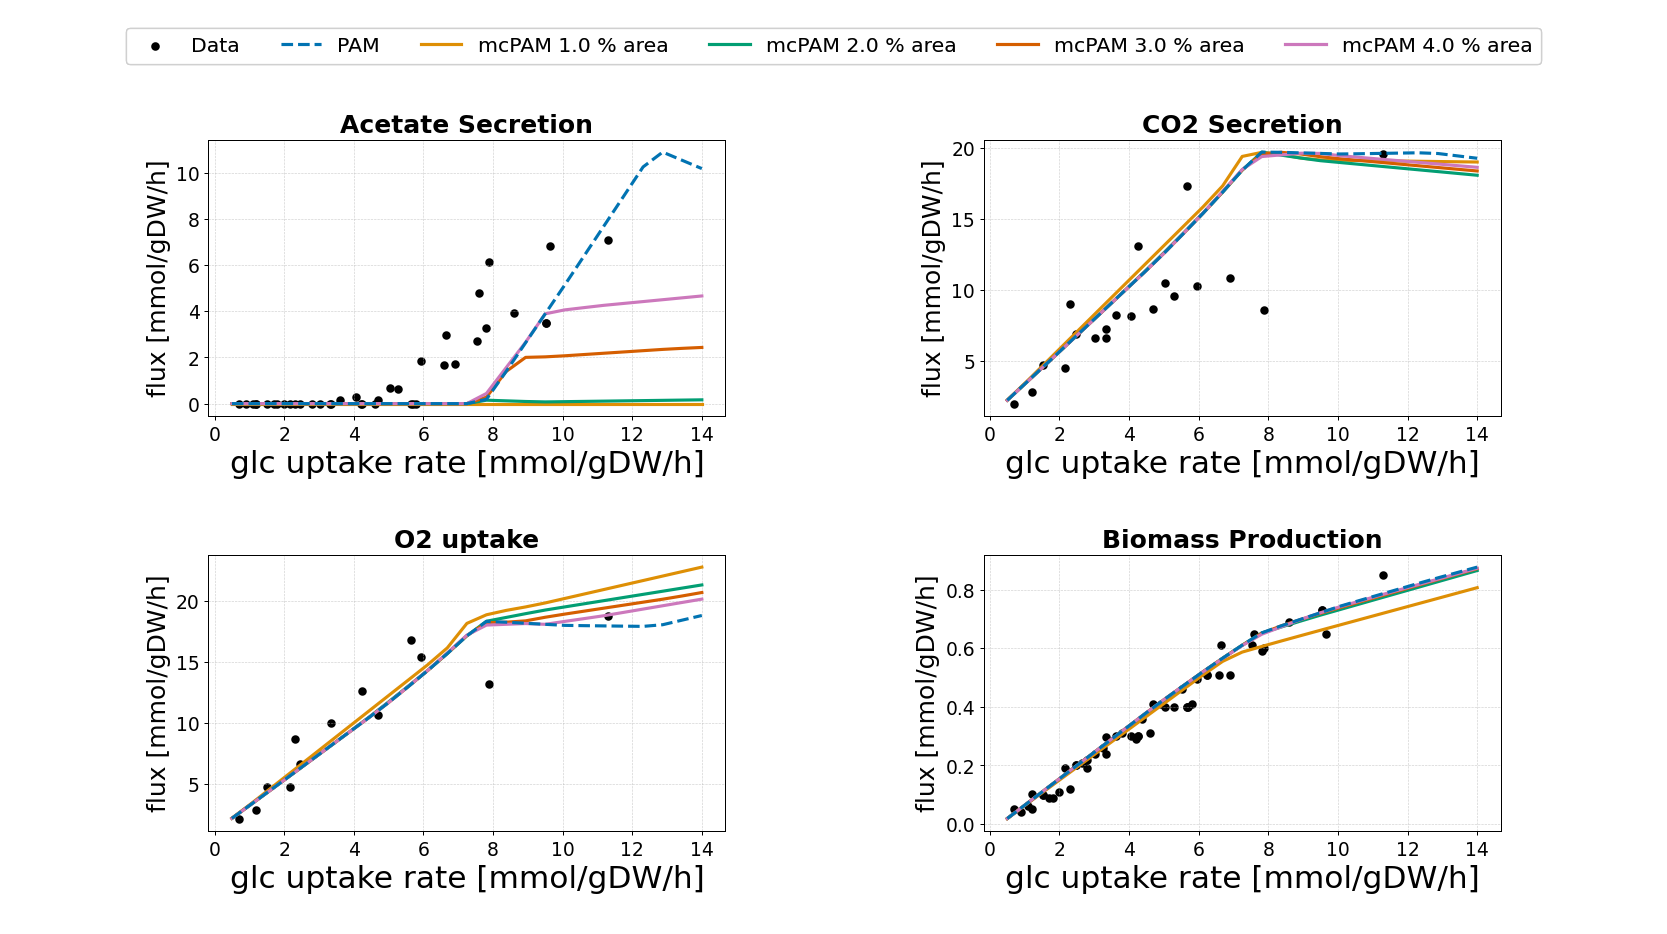 Data PAM mcPAM 1.0 % area mcPAM 2.0 % area mcPAM 3.0 % area mcPAM 4.0 % area
Acetate Secretion
flux [mmol/gDW/h]
10
8
6
4
2
0
0 2 4 6 8 10 12 14
glc uptake rate [mmol/gDW/h]
CO2 Secretion
flux [mmol/gDW/h]
20
15
10
5
0 2 4 6 8 10 12 14
glc uptake rate [mmol/gDW/h]
O2 uptake
flux [mmol/gDW/h]
20
15
10
5
0 2 4 6 8 10 12 14
glc uptake rate [mmol/gDW/h]
Biomass Production
flux [mmol/gDW/h]
0.8
0.6
0.4
0.2
0.0
0 2 4 6 8 10 12 14
glc uptake rate [mmol/gDW/h]